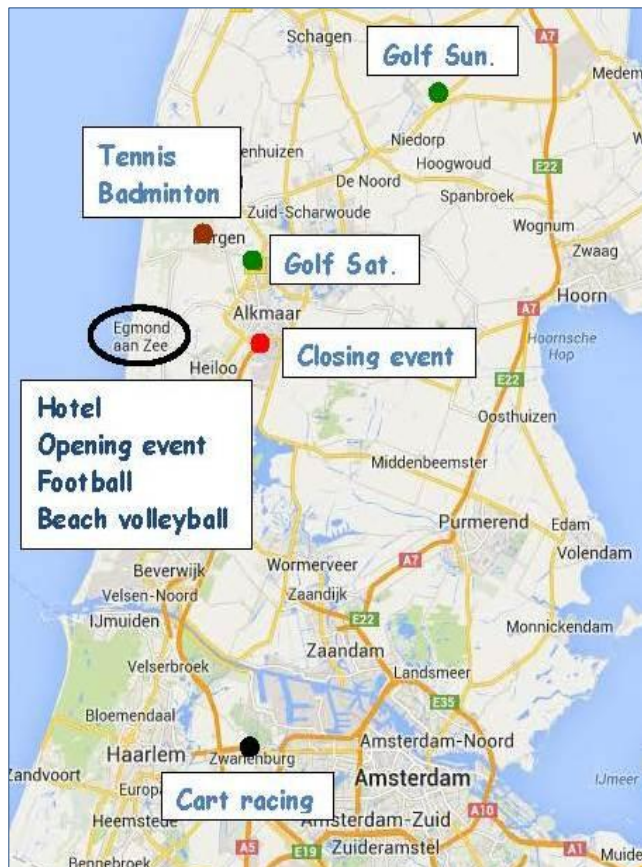 Schagen
A7
Golf Sun.
Medem
Niedorp
Hoogwoud
Tennis
Badminton
enhuizen
De Noord
E22
Spanbroek
Zuid-Scharwoude
Wognum
Zwaag
ergen
Golf Sat.
Hoorn
Alkmaar
A7
Egmond
aan Zee
Hoornsche
Hop
Closing event
Heiloo
E22
Hotel
Opening event
Football
Beach volleyball
Oosthuizen
Middenbeemster
Purmerend
Edam
Volendam
Wormerveer
A7
Beverwijk
Velsen-Noord
Zaandijk
E22
IJmuiden
Monnickendam
Zaandam
Velserbroek
Landsmeer
E35
Bloemendaal
Haarlem
Zwanenburg
Amsterdam-Noord
Zandvoort
Amsterdam
IJmeer
Europa
Cart racing
Heemstede
Amsterdam-Zuid
A10
E19
A5
Zuideramstel
A1
Muide
Bennebroek